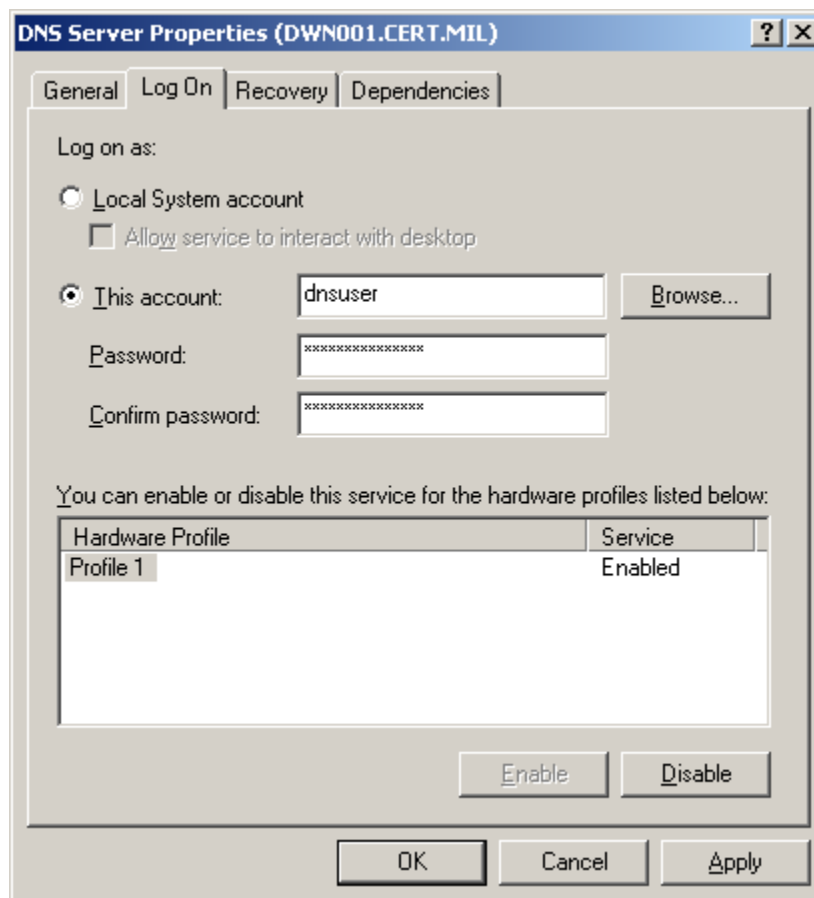 DNS Server Properties (DWN001.CERT.MIL)
General Log On Recovery Dependencies
Log on as:
Local System account
Allow service to interact with desktop
This account: dnsuser Browse...
Password: ***************
Confirm password: ***************
You can enable or disable this service for the hardware profiles listed below:
Hardware Profile Service
Profile 1 Enabled
Enable Disable
OK Cancel Apply